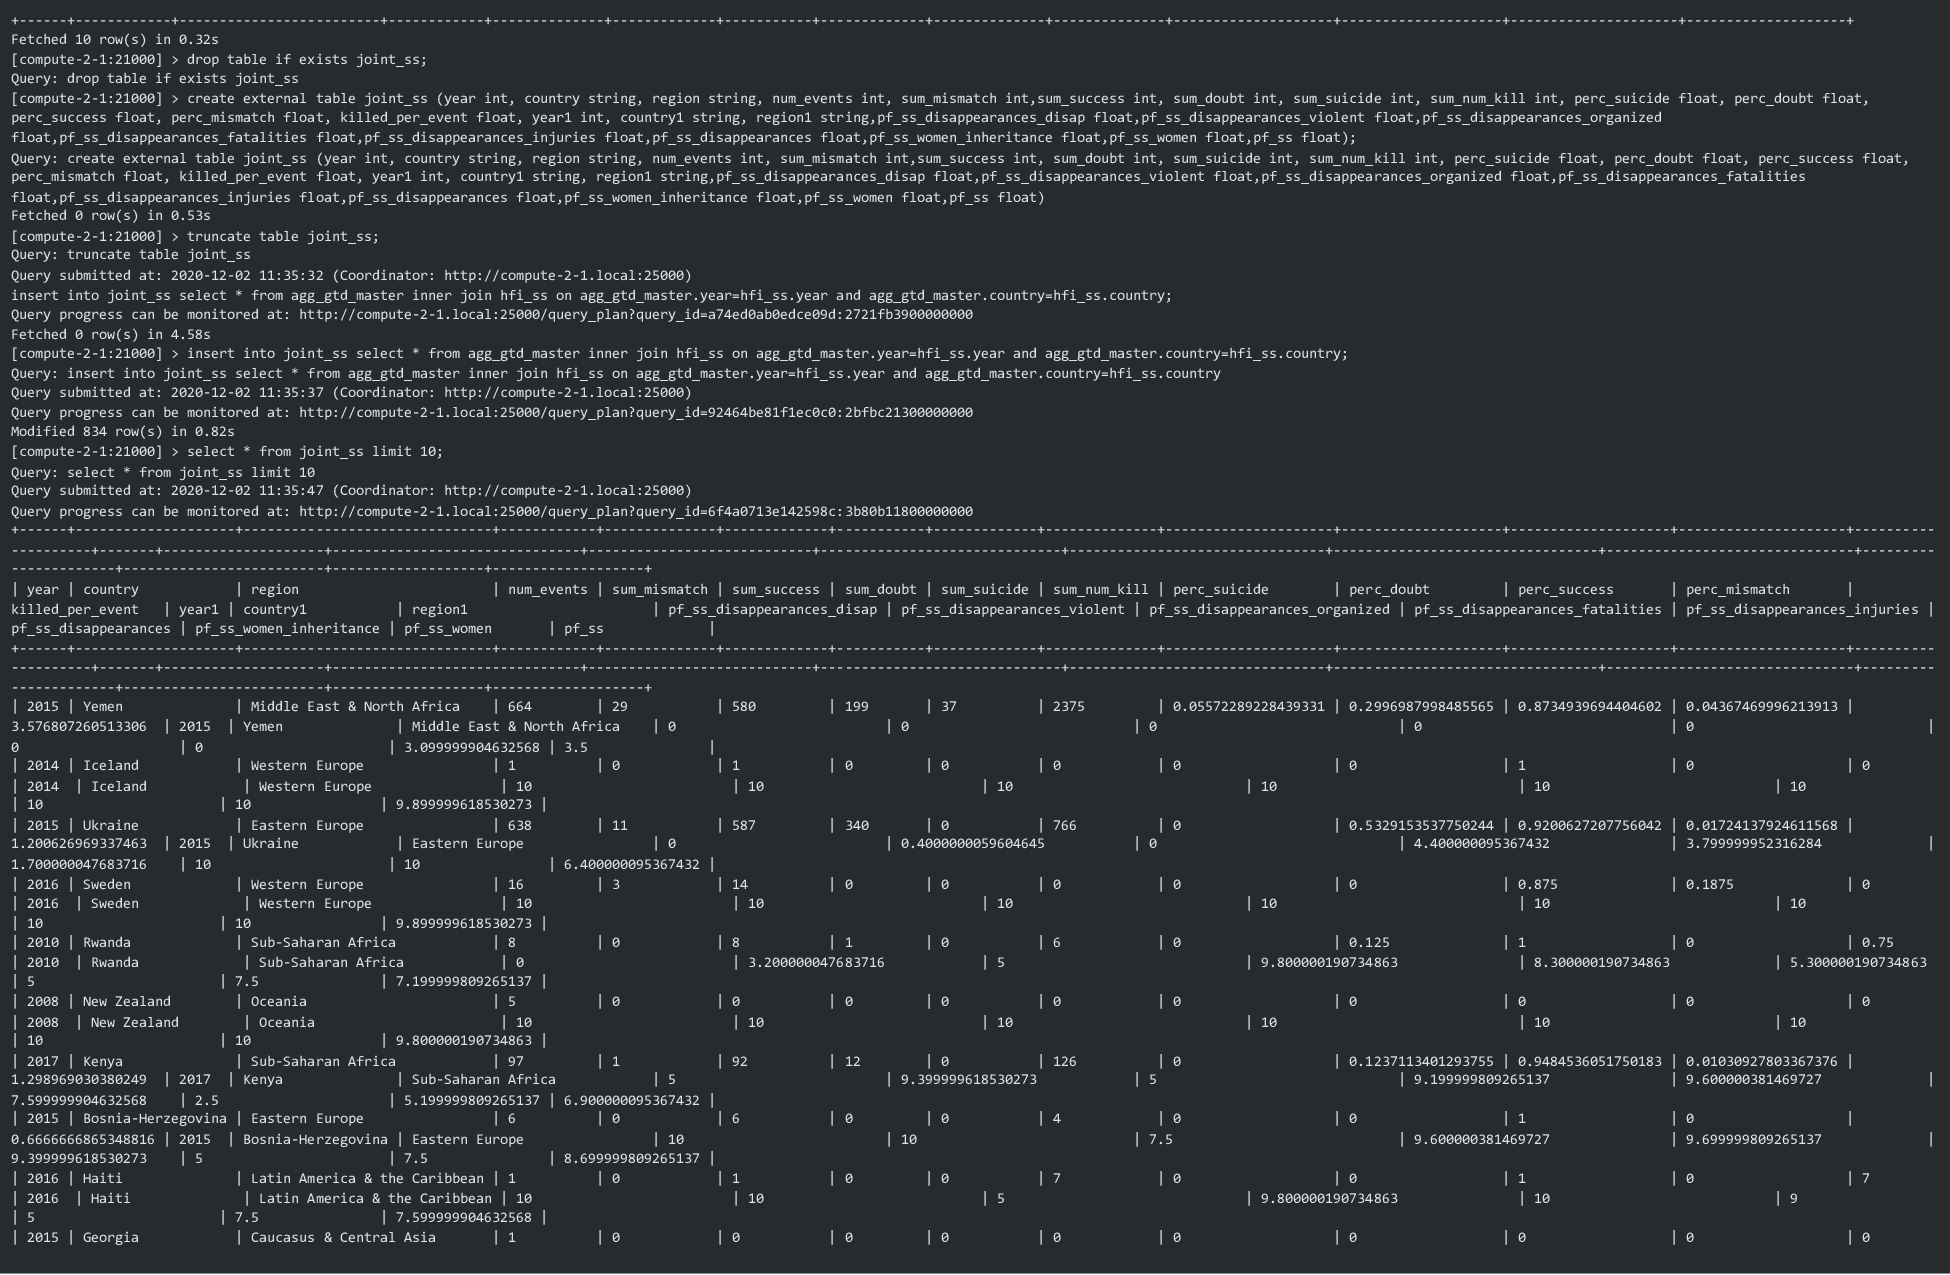 +------+------------+------------------------+------------+-------------+------------+----------+-------------+--------------+--------------+--------------------+--------------------+--------------------+-------------------+
Fetched 10 row(s) in 0.32s
[compute-2-1:21000] > drop table if exists joint_ss;
Query: drop table if exists joint_ss
[compute-2-1:21000] > create external table joint_ss (year int, country string, region string, num_events int, sum_mismatch int,sum_success int, sum_doubt int, sum_suicide int, sum_num_kill int, perc_suicide float, perc_doubt float,
perc_success float, perc_mismatch float, killed_per_event float, year1 int, country1 string, region1 string,pf_ss_disappearances_disap float,pf_ss_disappearances_violent float,pf_ss_disappearances_organized
float,pf_ss_disappearances_fatalities float,pf_ss_disappearances_injuries float,pf_ss_disappearances float,pf_ss_women_inheritance float,pf_ss_women float,pf_ss float);
Query: create external table joint_ss (year int, country string, region string, num_events int, sum_mismatch int,sum_success int, sum_doubt int, sum_suicide int, sum_num_kill int, perc_suicide float, perc_doubt float, perc_success float,
perc_mismatch float, killed_per_event float, year1 int, country1 string, region1 string,pf_ss_disappearances_disap float,pf_ss_disappearances_violent float,pf_ss_disappearances_organized float,pf_ss_disappearances_fatalities
float,pf_ss_disappearances_injuries float,pf_ss_disappearances float,pf_ss_women_inheritance float,pf_ss_women float,pf_ss float)
Fetched 0 row(s) in 0.53s
[compute-2-1:21000] > truncate table joint_ss;
Query: truncate table joint_ss
Query submitted at: 2020-12-02 11:35:32 (Coordinator: http://compute-2-1.local:25000)
insert into joint_ss select * from agg_gtd_master inner join hfi_ss on agg_gtd_master.year=hfi_ss.year and agg_gtd_master.country=hfi_ss.country;
Query progress can be monitored at: http://compute-2-1.local:25000/query_plan?query_id=a74ed0ab0edce09d:2721fb3900000000
Fetched 0 row(s) in 4.58s
[compute-2-1:21000] > insert into joint_ss select * from agg_gtd_master inner join hfi_ss on agg_gtd_master.year=hfi_ss.year and agg_gtd_master.country=hfi_ss.country;
Query: insert into joint_ss select * from agg_gtd_master inner join hfi_ss on agg_gtd_master.year=hfi_ss.year and agg_gtd_master.country=hfi_ss.country
Query submitted at: 2020-12-02 11:35:37 (Coordinator: http://compute-2-1.local:25000)
Query progress can be monitored at: http://compute-2-1.local:25000/query_plan?query_id=92464be81f1ec0c0:2bfbc21300000000
Modified 834 row(s) in 0.82s
[compute-2-1:21000] > select * from joint_ss limit 10;
Query: select * from joint_ss limit 10
Query submitted at: 2020-12-02 11:35:47 (Coordinator: http://compute-2-1.local:25000)
Query progress can be monitored at: http://compute-2-1.local:25000/query_plan?query_id=6f4a0713e142598c:3b80b11800000000
| year | country | region | num_events | sum_mismatch | sum_success | sum_doubt | sum_suicide | sum_num_kill | perc_suicide | perc_doubt | perc_success | perc_mismatch |
killed_per_event | year1 | country1 | region1 | pf_ss_disappearances_disap | pf_ss_disappearances_violent | pf_ss_disappearances_organized | pf_ss_disappearances_fatalities | pf_ss_disappearances_injuries |
pf_ss_disappearances | pf_ss_women_inheritance | pf_ss_women | pf_ss |
| 2015 | Yemen | Middle East & North Africa | 664 | 29 | 580 | 199 | 37 | 2375 | 0.05572289228439331 | 0.2996987998485565 | 0.8734939694404602 | 0.04367469996213913 |
3.576807260513306 | 2015 | Yemen | Middle East & North Africa | 0 | 0 | 0 | 0 | 0 |
0 | 0 | 3.099999904632568 | 3.5 |
| 2014 | Iceland | Western Europe | 1 | 0 | 1 | 0 | 0 | 0 | 0 | 0 | 1 | 0 | 0
| 2014 | Iceland | Western Europe | 10 | 10 | 10 | 10 | 10 | 10
| 10 | 10 | 9.899999618530273 |
| 2015 | Ukraine | Eastern Europe | 638 | 11 | 587 | 340 | 0 | 766 | 0 | 0.5329153537750244 | 0.9200627207756042 | 0.01724137924611568 |
1.200626969337463 | 2015 | Ukraine | Eastern Europe | 0 | 0.4000000059604645 | 0 | 4.400000095367432 | 3.799999952316284 |
1.700000047683716 | 10 | 10 | 6.400000095367432 |
| 2016 | Sweden | Western Europe | 16 | 3 | 14 | 0 | 0 | 0 | 0 | 0 | 0.875 | 0.1875 | 0
| 2016 | Sweden | Western Europe | 10 | 10 | 10 | 10 | 10 | 10
| 10 | 10 | 9.899999618530273 |
| 2010 | Rwanda | Sub-Saharan Africa | 8 | 0 | 8 | 1 | 0 | 6 | 0 | 0.125 | 1 | 0 | 0.75
| 2010 | Rwanda | Sub-Saharan Africa | 0 | 3.200000047683716 | 5 | 9.800000190734863 | 8.300000190734863 | 5.300000190734863
| 5 | 7.5 | 7.199999809265137 |
| 2008 | New Zealand | Oceania | 5 | 0 | 0 | 0 | 0 | 0 | 0 | 0 | 0 | 0 | 0
| 2008 | New Zealand | Oceania | 10 | 10 | 10 | 10 | 10 | 10
| 10 | 10 | 9.800000190734863 |
| 2017 | Kenya | Sub-Saharan Africa | 97 | 1 | 92 | 12 | 0 | 126 | 0 | 0.1237113401293755 | 0.9484536051750183 | 0.01030927803367376 |
1.298969030380249 | 2017 | Kenya | Sub-Saharan Africa | 5 | 9.399999618530273 | 5 | 9.199999809265137 | 9.600000381469727 |
7.599999904632568 | 2.5 | 5.199999809265137 | 6.900000095367432 |
| 2015 | Bosnia-Herzegovina | Eastern Europe | 6 | 0 | 6 | 0 | 0 | 4 | 0 | 0 | 1 | 0 |
0.6666666865348816 | 2015 | Bosnia-Herzegovina | Eastern Europe | 10 | 10 | 7.5 | 9.600000381469727 | 9.699999809265137 |
9.399999618530273 | 5 | 7.5 | 8.699999809265137 |
| 2016 | Haiti | Latin America & the Caribbean | 1 | 0 | 1 | 0 | 0 | 7 | 0 | 0 | 1 | 0 | 7
| 2016 | Haiti | Latin America & the Caribbean | 10 | 10 | 5 | 9.800000190734863 | 10 | 9
| 5 | 7.5 | 7.599999904632568 |
| 2015 | Georgia | Caucasus & Central Asia | 1 | 0 | 0 | 0 | 0 | 0 | 0 | 0 | 0 | 0 | 0